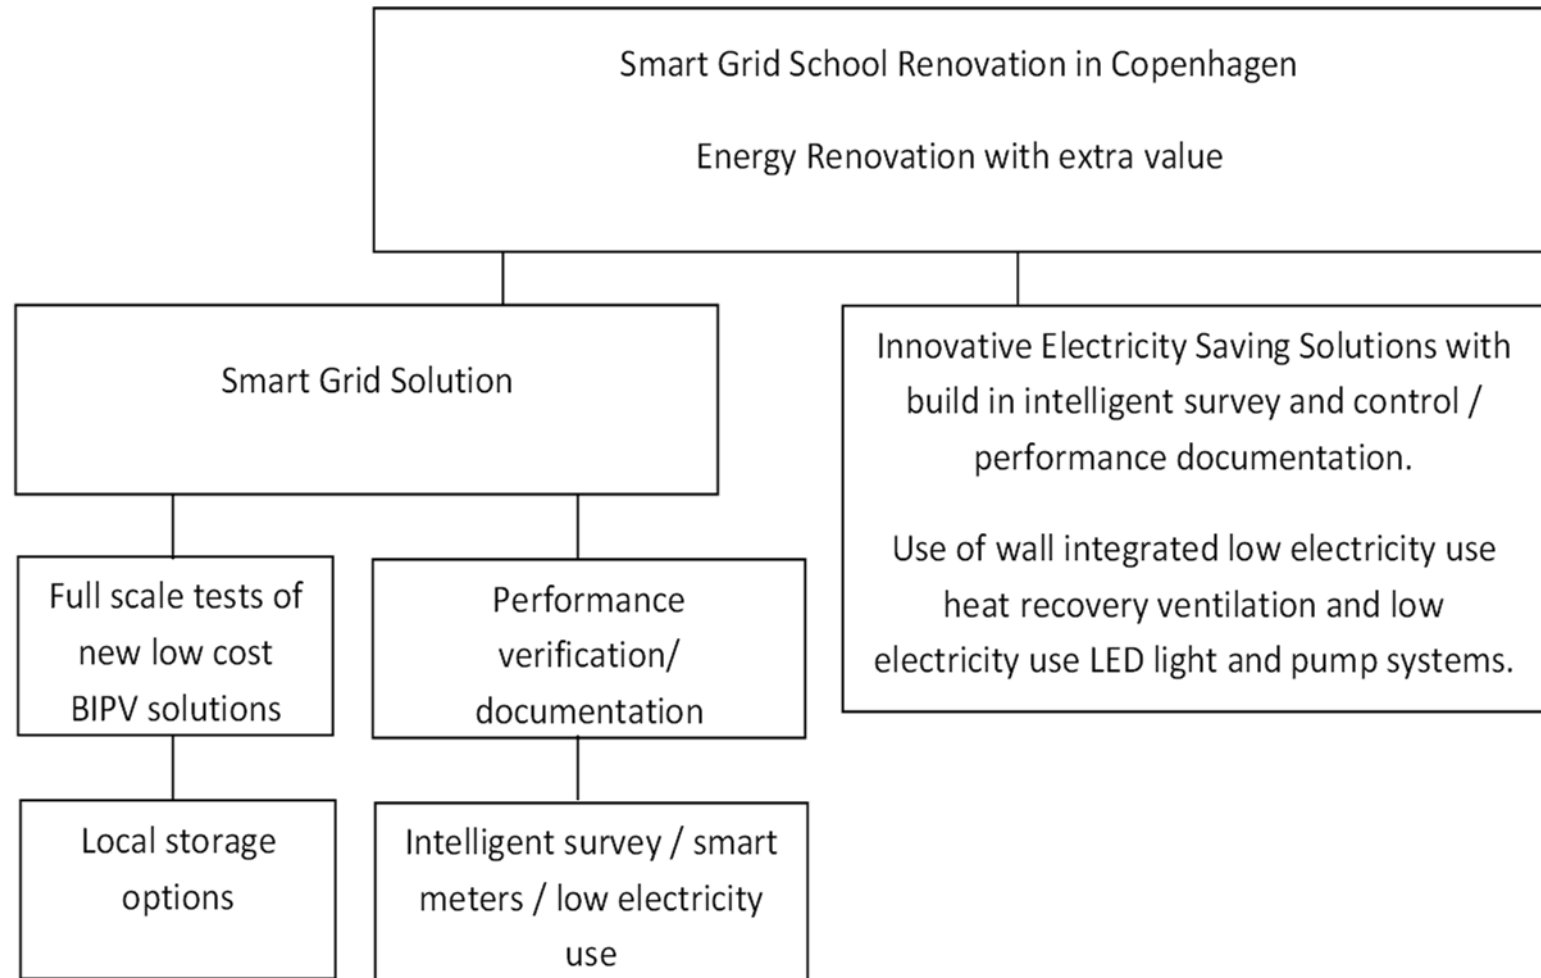 Smart Grid School Renovation in Copenhagen
Energy Renovation with extra value
Smart Grid Solution
Innovative Electricity Saving Solutions with
build in intelligent survey and control /
performance documentation.
Use of wall integrated low electricity use
heat recovery ventilation and low
electricity use LED light and pump systems.
Full scale tests of
new low cost
BIPV solutions
Performance
verification/
documentation
Local storage
options
Intelligent survey / smart
meters / low electricity
use